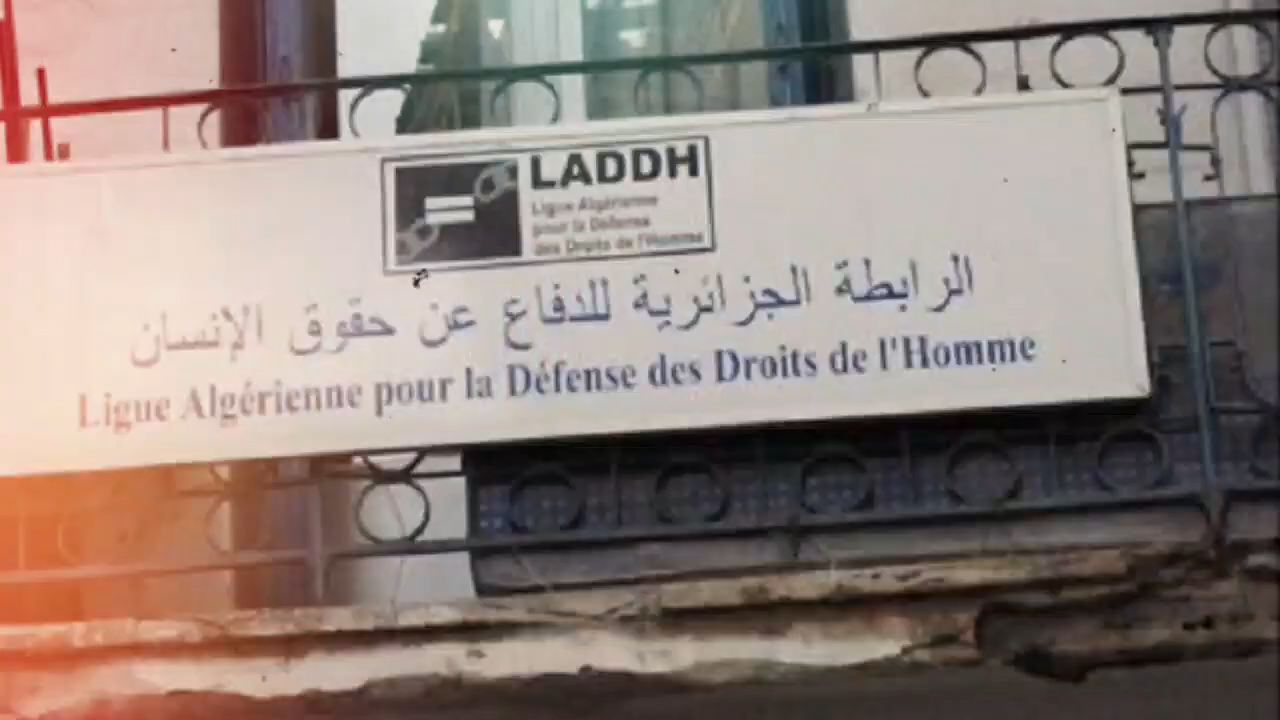 LADDH
Ligue Algérienne
pour la Défense
des Droits de l'Homme
الرابطة الجزائرية للدفاع عن حقوق الإنسان
Ligue Algérienne pour la Défense des Droits de l'Homme